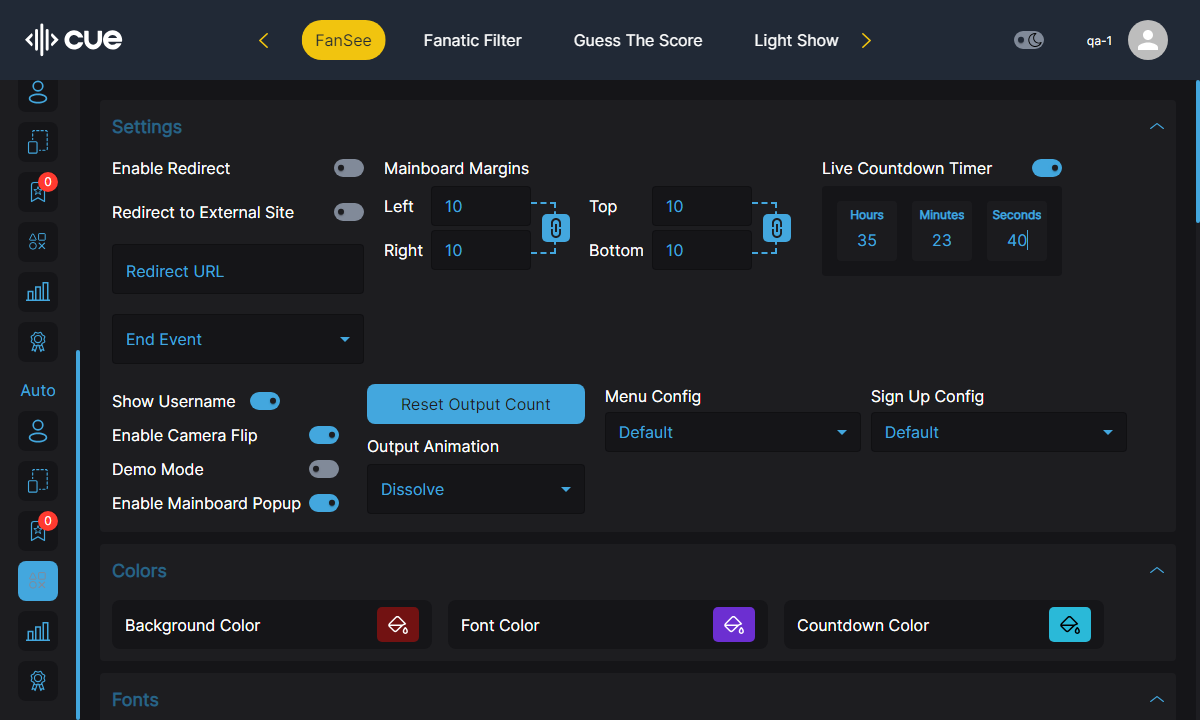 cue
FanSee
Fanatic Filter
Guess The Score
Light Show
qa-1
0
Auto
0
Settings
Enable Redirect
Redirect to External Site
Redirect URL
End Event
Mainboard Margins
Left 10
Right 10
Top 10
Bottom 10
Live Countdown Timer
Hours Minutes Seconds
35 23 40
Show Username
Enable Camera Flip
Demo Mode
Enable Mainboard Popup
Reset Output Count
Output Animation
Dissolve
Menu Config
Default
Sign Up Config
Default
Colors
Background Color
Font Color
Countdown Color
Fonts